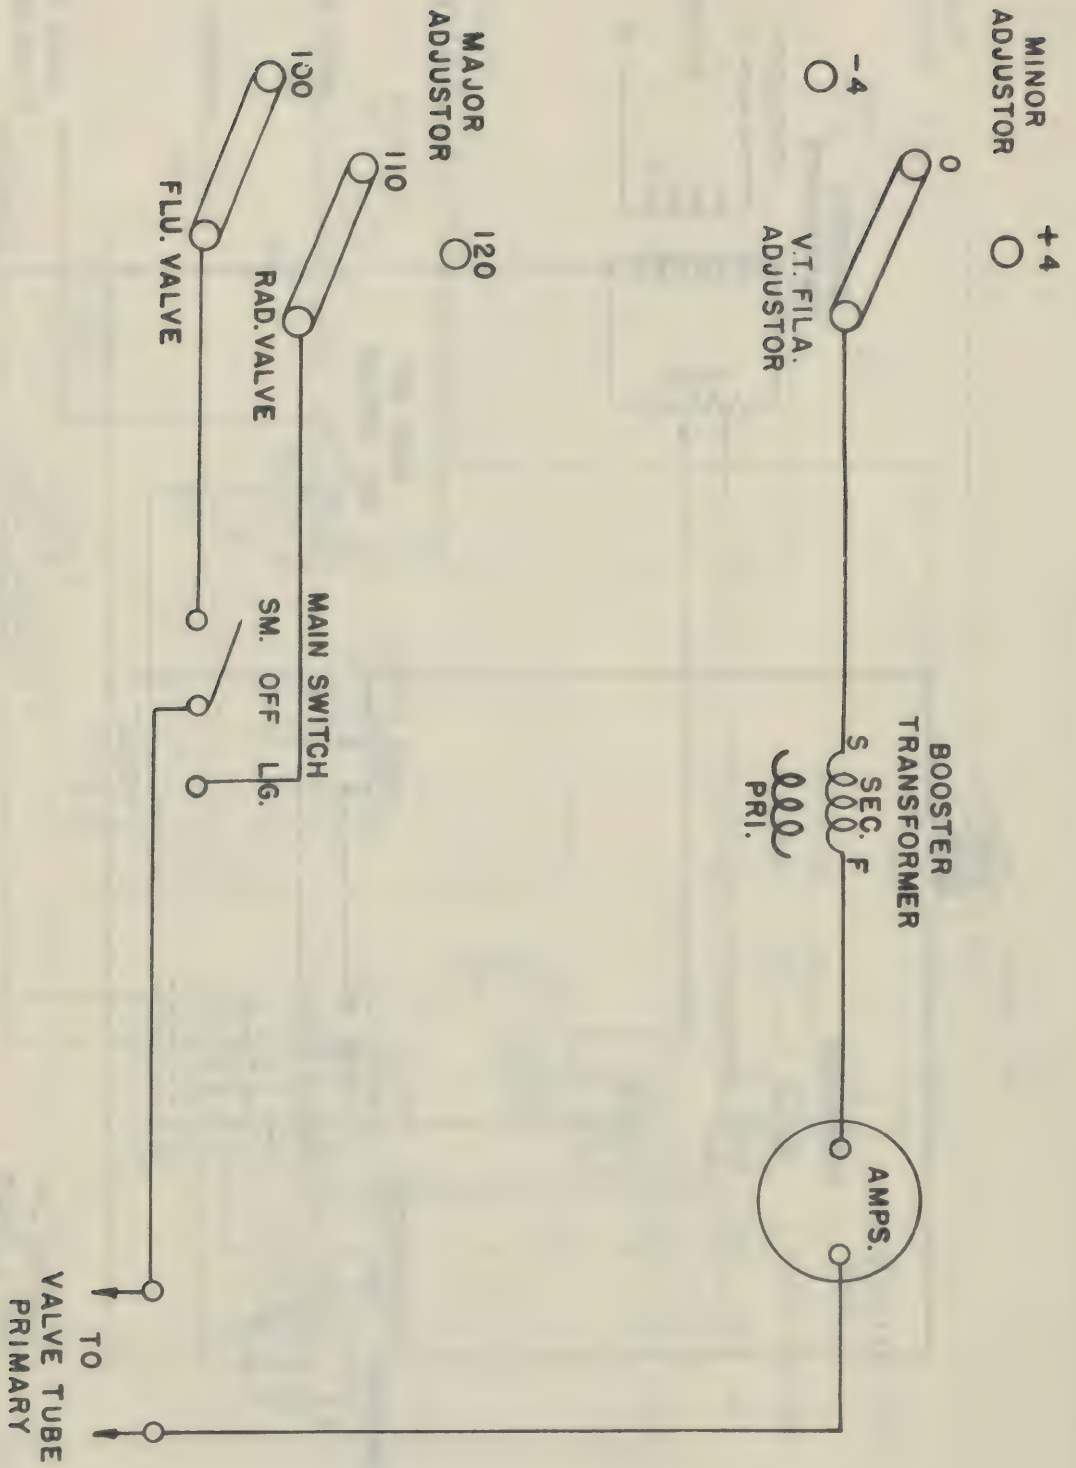 MINOR
ADJUSTOR
+4
0
-4
V.T. FILA.
ADJUSTOR
BOOSTER
TRANSFORMER
S SEC. F
PRI.
AMPS.
MAJOR
ADJUSTOR
120
110
100
RAD. VALVE
FLU. VALVE
MAIN SWITCH
SM. OFF LG.
TO
VALVE TUBE
PRIMARY